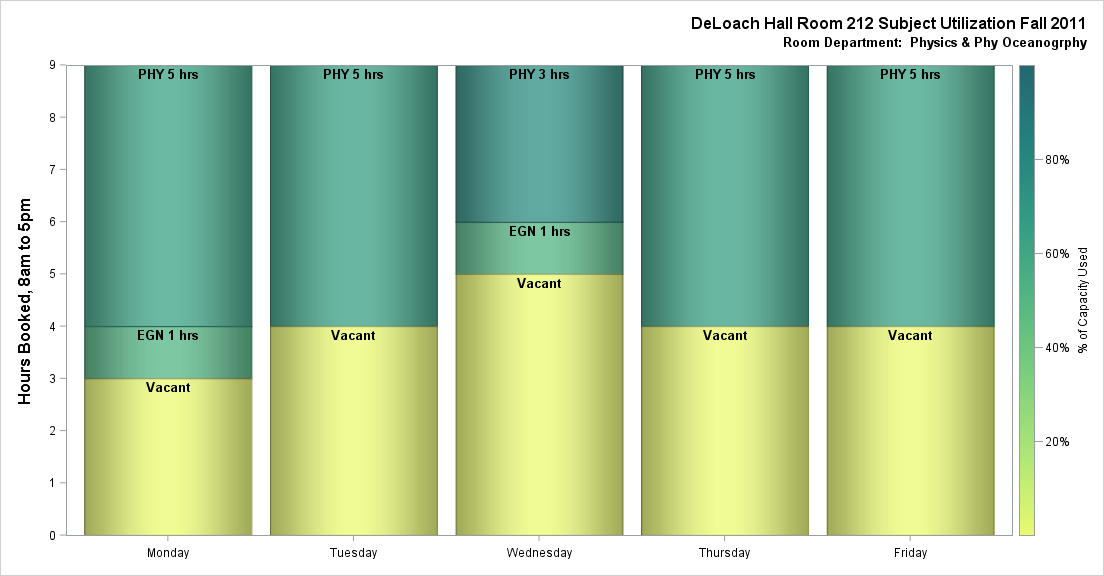 DeLoach Hall Room 212 Subject Utilization Fall 2011
Room Department:  Physics & Phy Oceanogrphy
Hours Booked, 8am to 5pm
9
8
7
6
5
4
3
2
1
0
PHY 5 hrs
EGN 1 hrs
Vacant
PHY 5 hrs
Vacant
PHY 3 hrs
EGN 1 hrs
Vacant
PHY 5 hrs
Vacant
PHY 5 hrs
Vacant
Monday
Tuesday
Wednesday
Thursday
Friday
80%
60%
40%
20%
% of Capacity Used